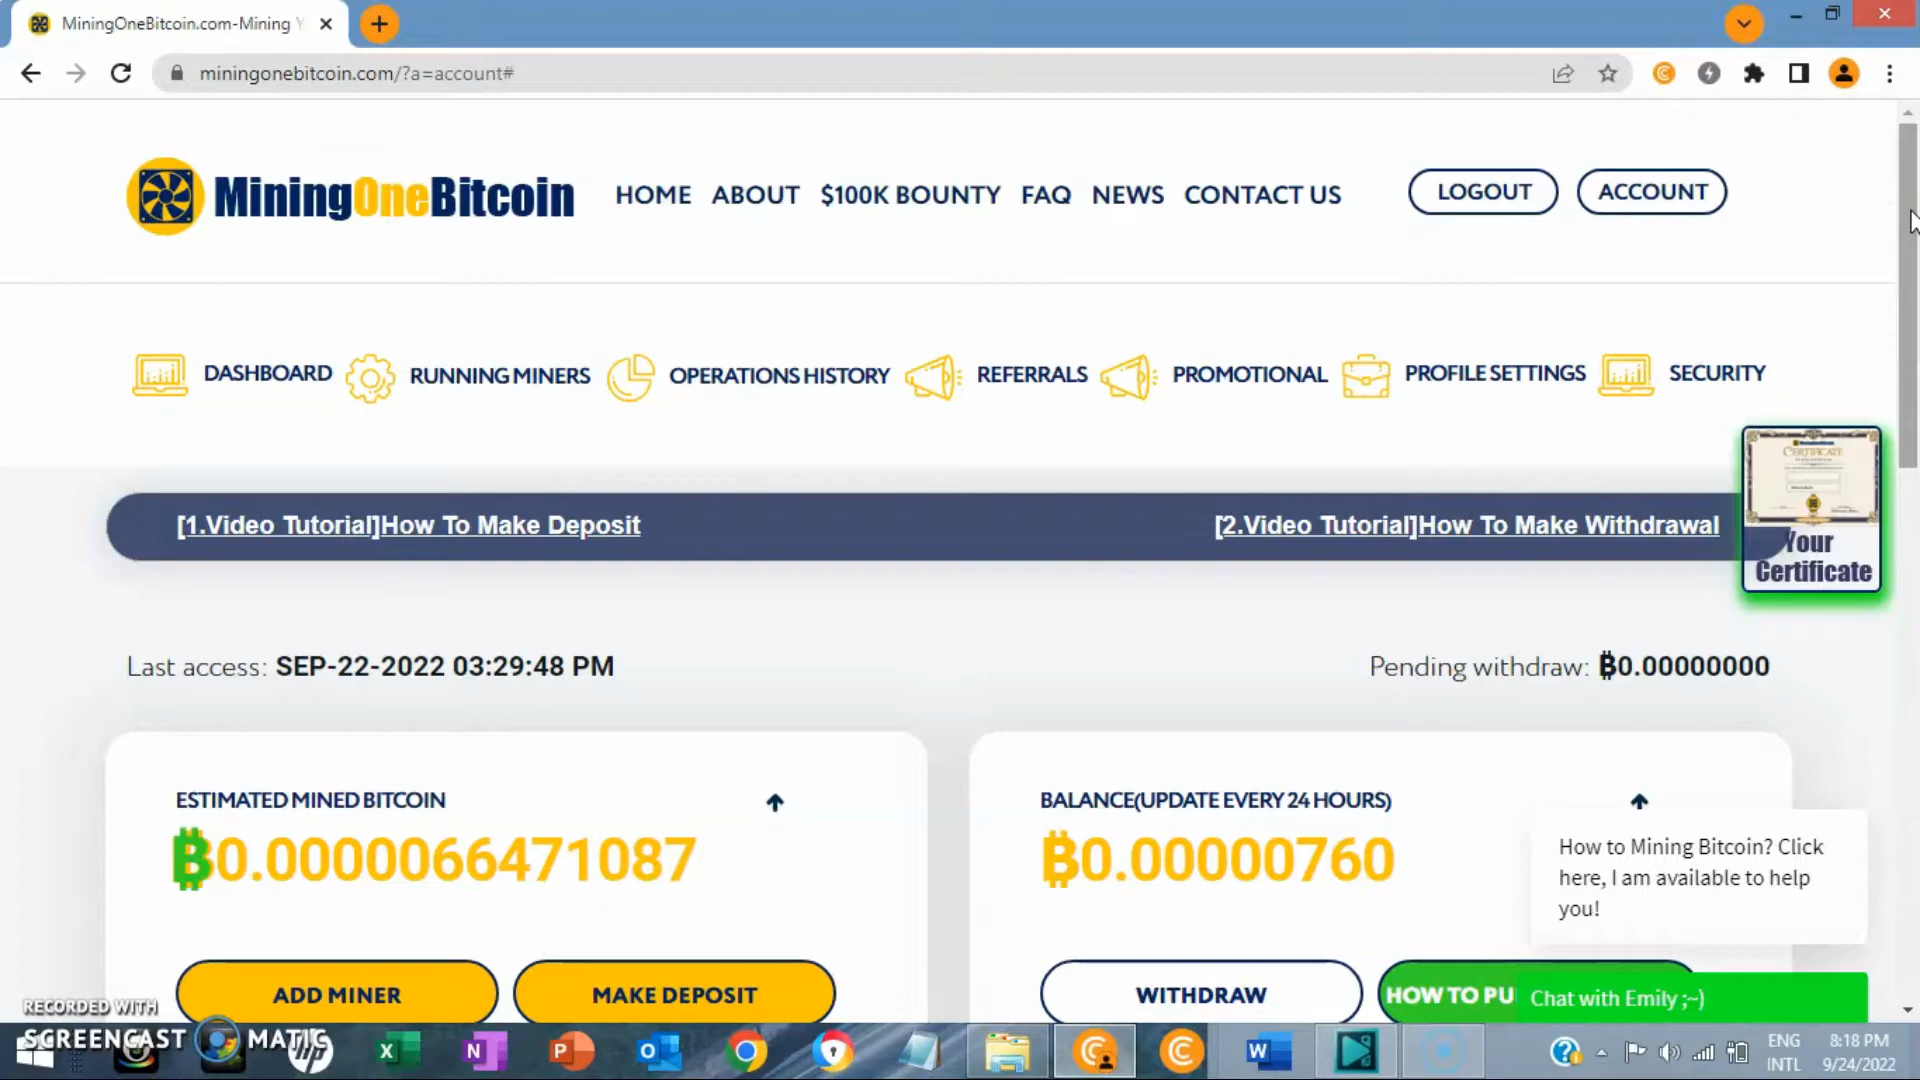 MiningOneBitcoin.com-Mining Y
miningonebitcoin.com/?a=account#
MiningOneBitcoin
HOME ABOUT $100K BOUNTY FAQ NEWS CONTACT US LOGOUT ACCOUNT
DASHBOARD RUNNING MINERS OPERATIONS HISTORY REFERRALS PROMOTIONAL PROFILE SETTINGS SECURITY
CERTIFICATE
[1.Video Tutorial]How To Make Deposit [2.Video Tutorial]How To Make Withdrawal
Your
Certificate
Last access: SEP-22-2022 03:29:48 PM Pending withdraw: ₿0.00000000
ESTIMATED MINED BITCOIN BALANCE(UPDATE EVERY 24 HOURS)
₿0.0000066471087 ₿0.00000760
How to Mining Bitcoin? Click
here, I am available to help
you!
ADD MINER MAKE DEPOSIT WITHDRAW HOW TO PU
Chat with Emily ;~)
RECORDED WITH
SCREENCAST MATIC
ENG 8:18 PM
INTL 9/24/2022